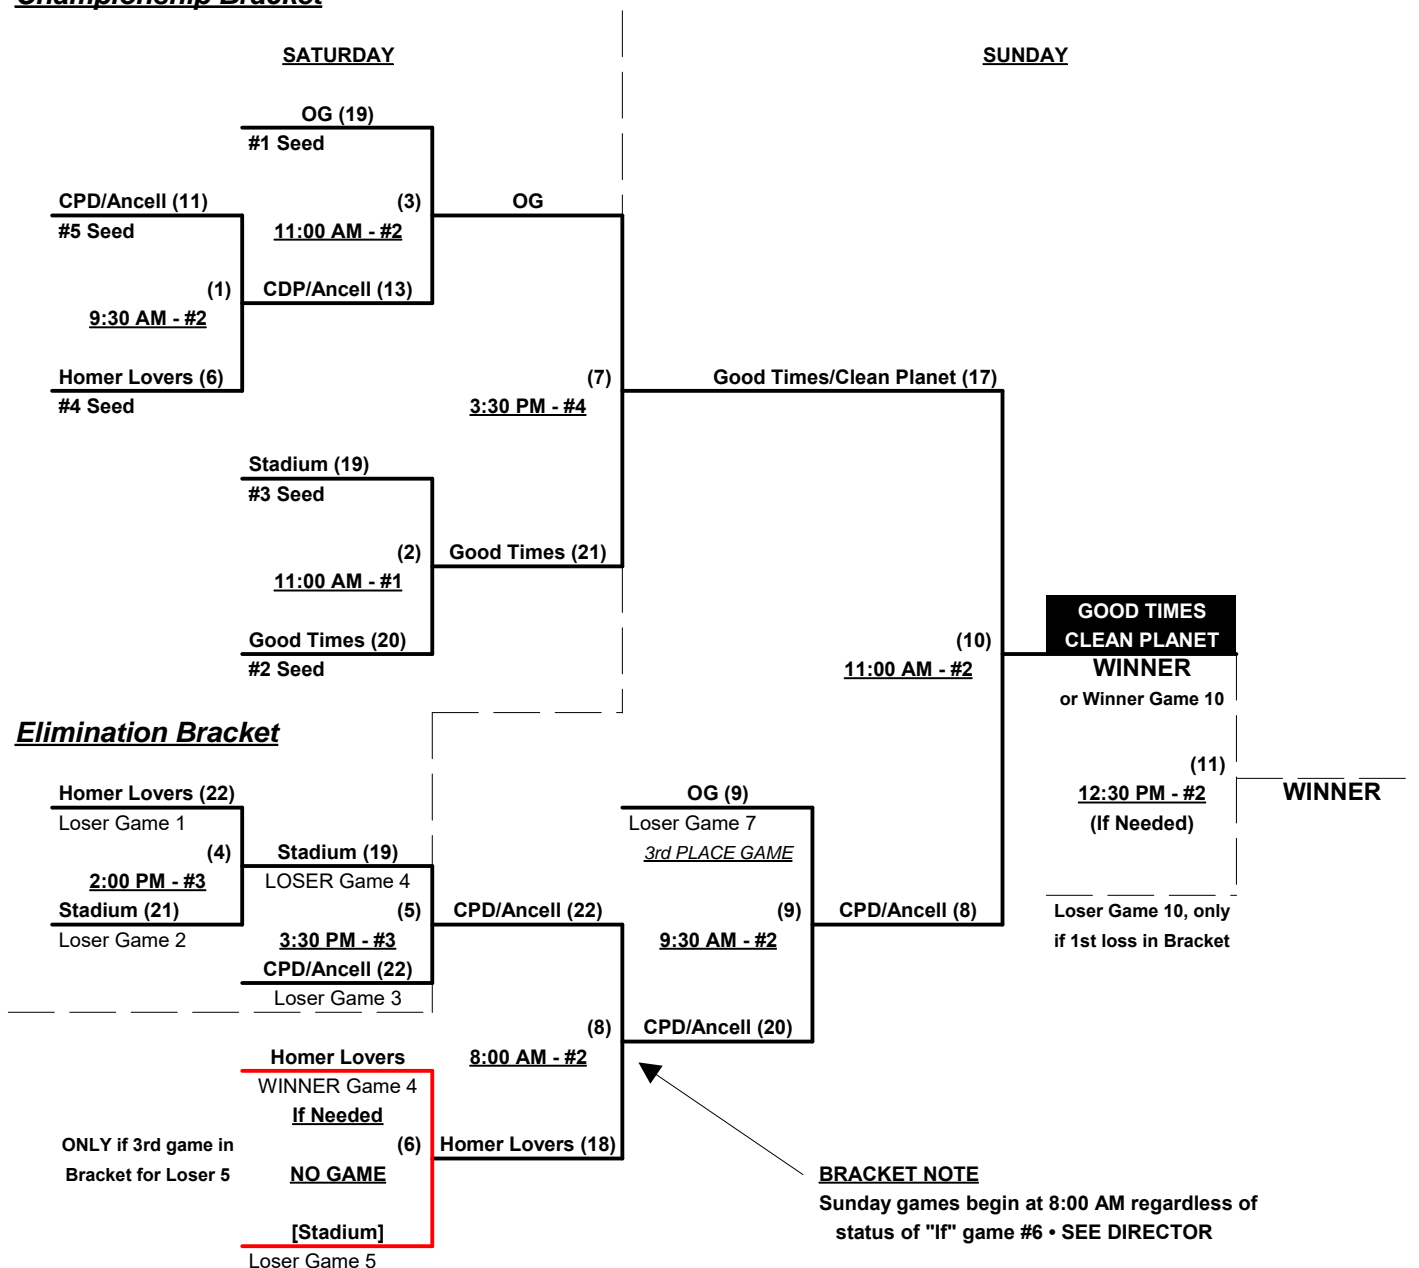 Championship Bracket
SATURDAY
SUNDAY
OG (19)
#1 Seed
CPD/Ancell (11)
(3)
OG
#5 Seed
11:00 AM - #2
(1)
CDP/Ancell (13)
9:30 AM - #2
Homer Lovers (6)
(7)
Good Times/Clean Planet (17)
#4 Seed
3:30 PM - #4
Stadium (19)
#3 Seed
(2)
Good Times (21)
11:00 AM - #1
GOOD TIMES
CLEAN PLANET
Good Times (20)
(10)
#2 Seed
11:00 AM - #2
WINNER
or Winner Game 10
Elimination Bracket
(11)
Homer Lovers (22)
OG (9)
12:30 PM - #2
WINNER
Loser Game 1
Loser Game 7
(If Needed)
(4)
Stadium (19)
3rd PLACE GAME
2:00 PM - #3
LOSER Game 4
Stadium (21)
(5)
CPD/Ancell (22)
(9)
CPD/Ancell (8)
Loser Game 10, only
Loser Game 2
3:30 PM - #3
9:30 AM - #2
if 1st loss in Bracket
CPD/Ancell (22)
Loser Game 3
(8)
CPD/Ancell (20)
Homer Lovers
8:00 AM - #2
WINNER Game 4
If Needed
ONLY if 3rd game in
(6)
Homer Lovers (18)
Bracket for Loser 5
NO GAME
BRACKET NOTE
Sunday games begin at 8:00 AM regardless of
[Stadium]
status of "If" game #6 • SEE DIRECTOR
Loser Game 5